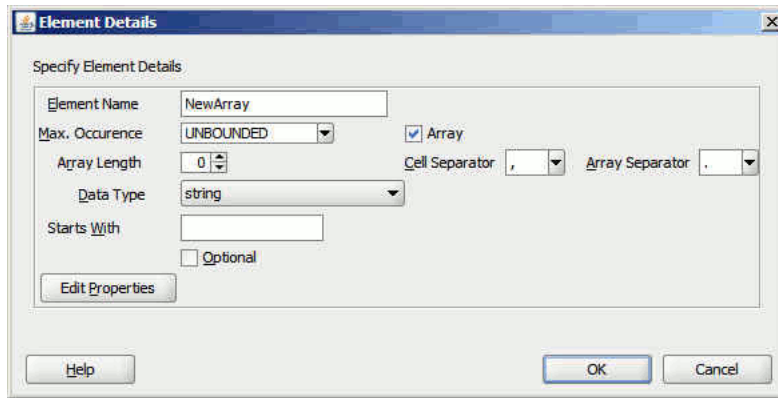 Element Details
Specify Element Details
Element Name NewArray
Max. Occurence UNBOUNDED Array
Array Length 0 Cell Separator , Array Separator .
Data Type string
Starts With
Optional
Edit Properties
Help OK Cancel